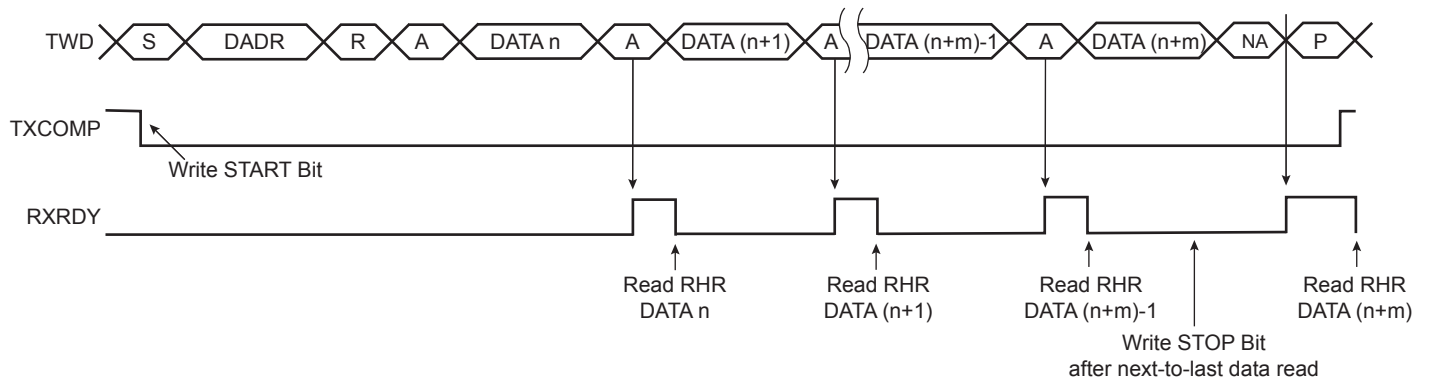 TWD S DADR R A DATA n A DATA (n+1) A DATA (n+m)-1 A DATA (n+m) NA P
TXCOMP
Write START Bit
RXRDY
Read RHR Read RHR Read RHR Read RHR
DATA n DATA (n+1) DATA (n+m)-1 DATA (n+m)
Write STOP Bit
after next-to-last data read